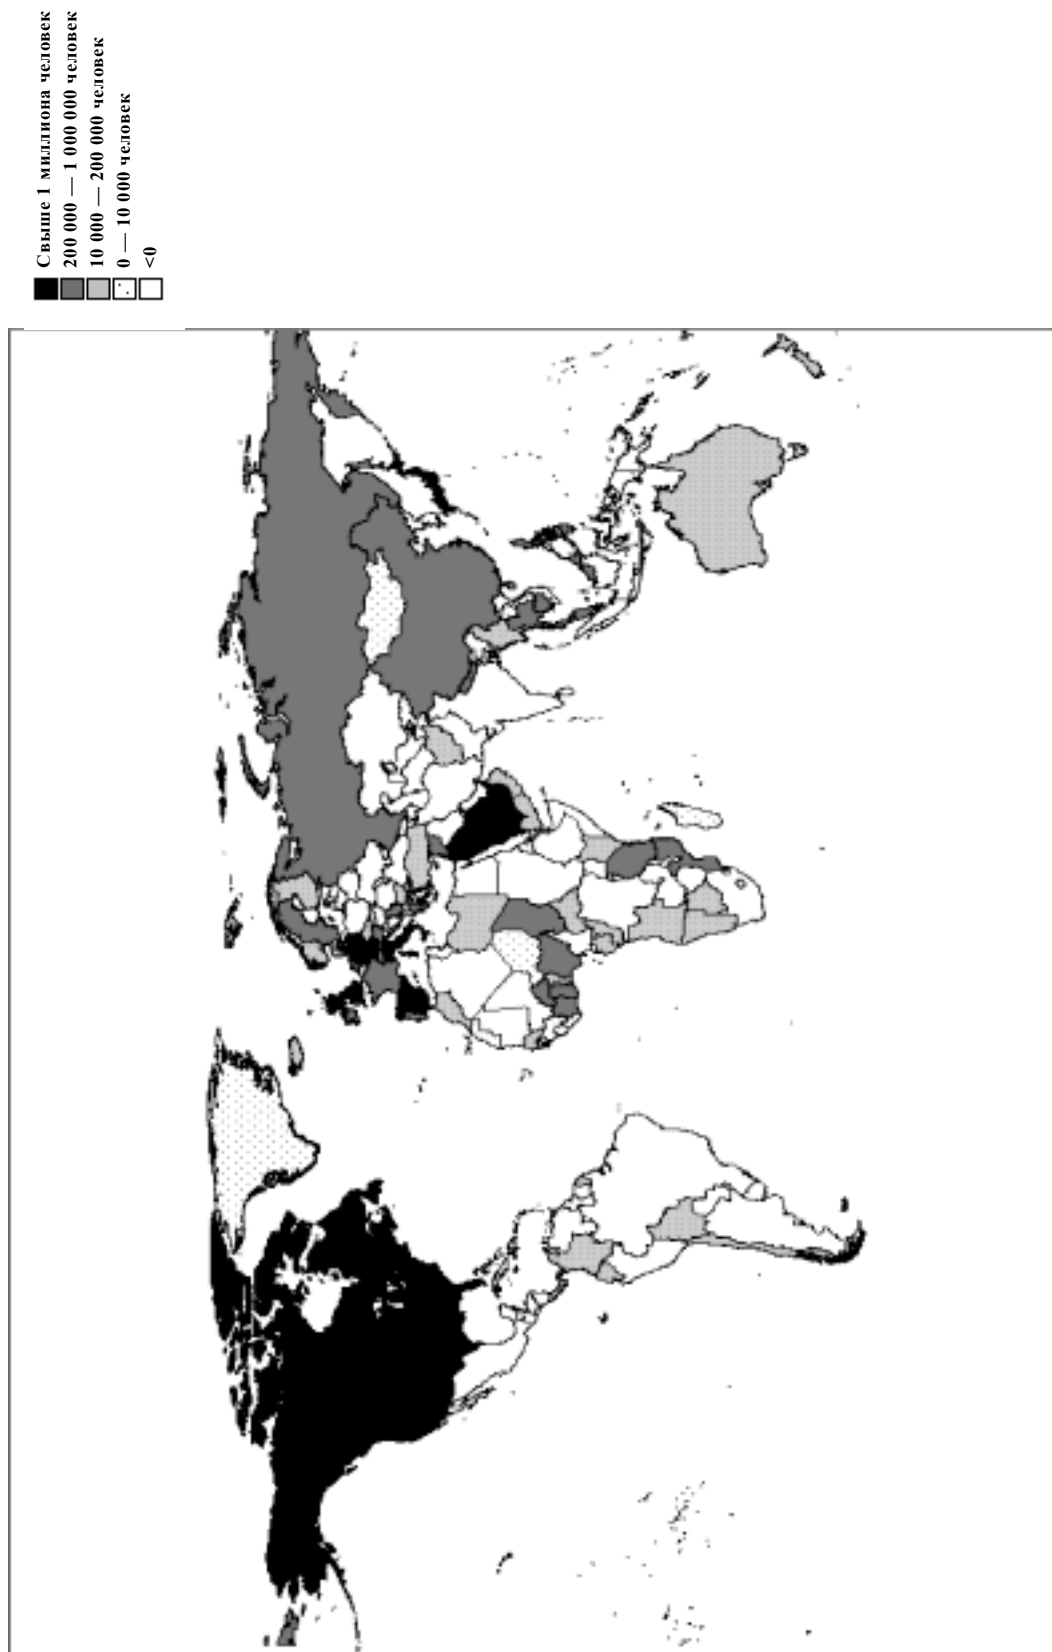 Свыше 1 миллиона человек
200 000 — 1 000 000 человек
10 000 — 200 000 человек
0 — 10 000 человек
<0